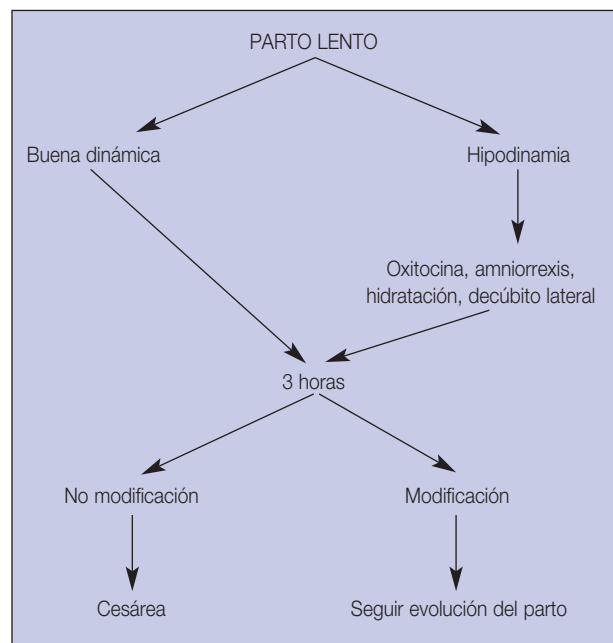 PARTO LENTO
Buena dinámica
Hipodinamia
Oxitocina, amniorrexis,
hidratación, decúbito lateral
3 horas
No modificación
Modificación
Cesárea
Seguir evolución del parto